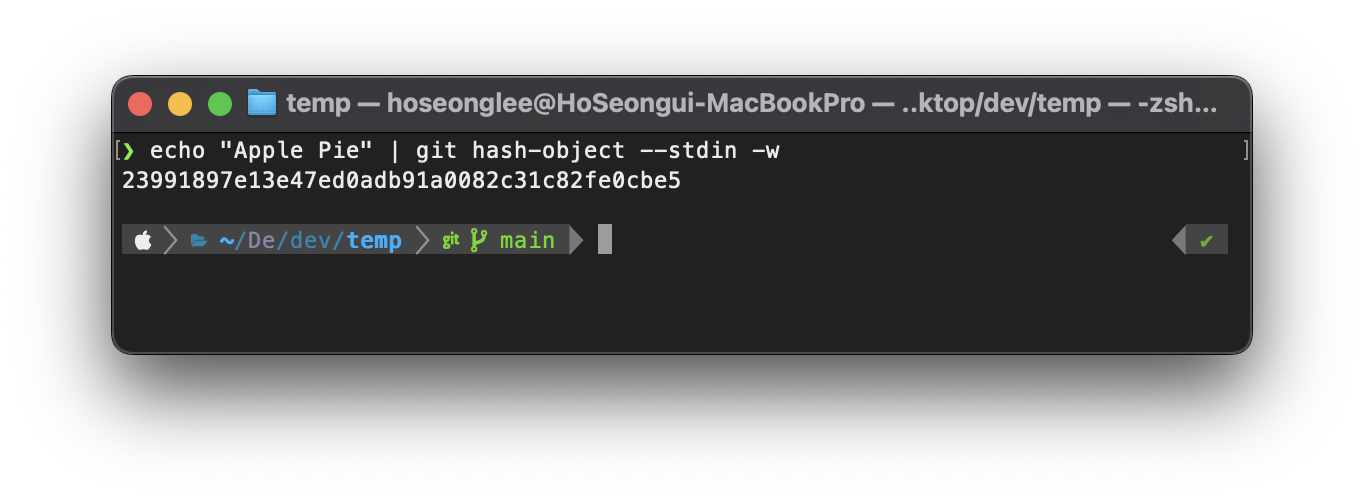 temp — hoseonglee@HoSeongui-MacBookPro — ..ktop/dev/temp — -zsh...
[❯ echo "Apple Pie" | git hash-object --stdin -w ]
23991897e13e47ed0adb91a0082c31c82fe0cbe5
~/De/dev/temp git main ✔